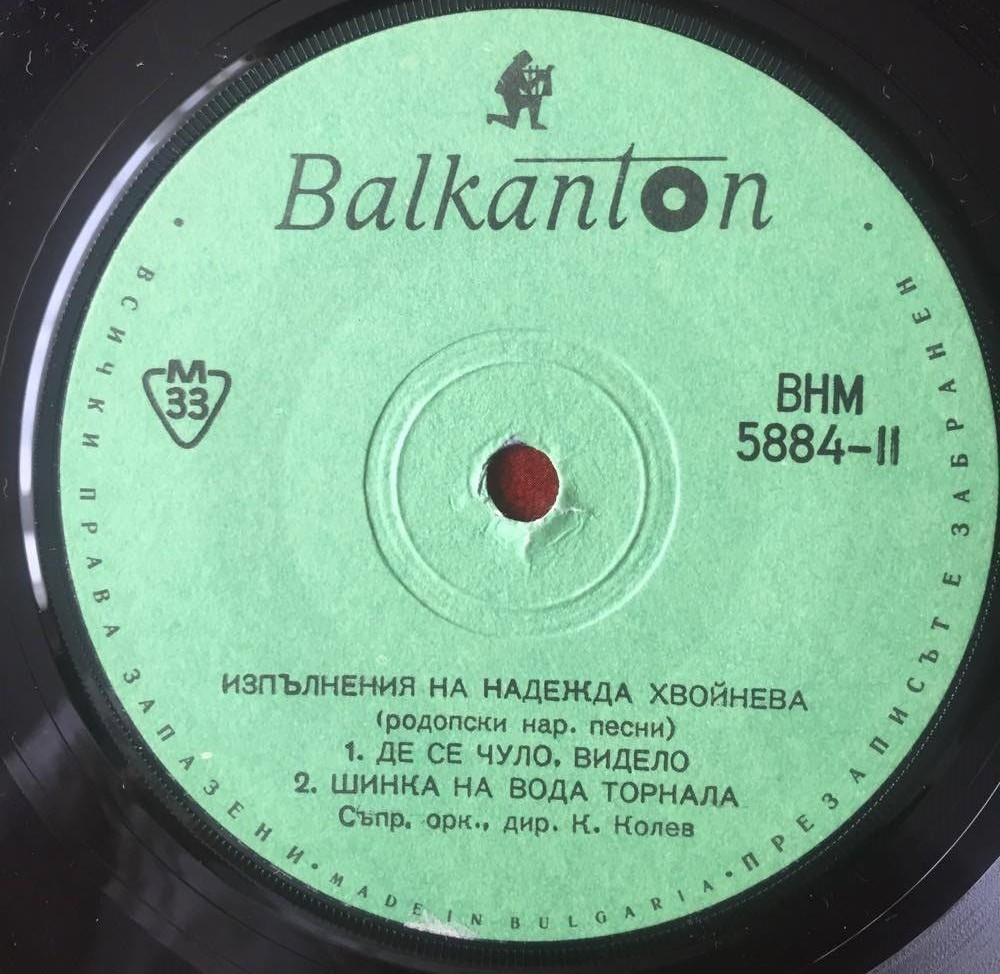 Balkanton
М
33
ВНМ
5884-II
ИЗПЪЛНЕНИЯ НА НАДЕЖДА ХВОЙНЕВА
(родопски нар. песни)
1. ДЕ СЕ ЧУЛО, ВИДЕЛО
2. ШИНКА НА ВОДА ТОРНАЛА
Съпр. орк., дир. К. Колев
ВСИЧКИ ПРАВА ЗАПАЗЕНИ • MADE IN BULGARIA • ПРЕЗАПИСЪТ Е ЗАБРАНЕН